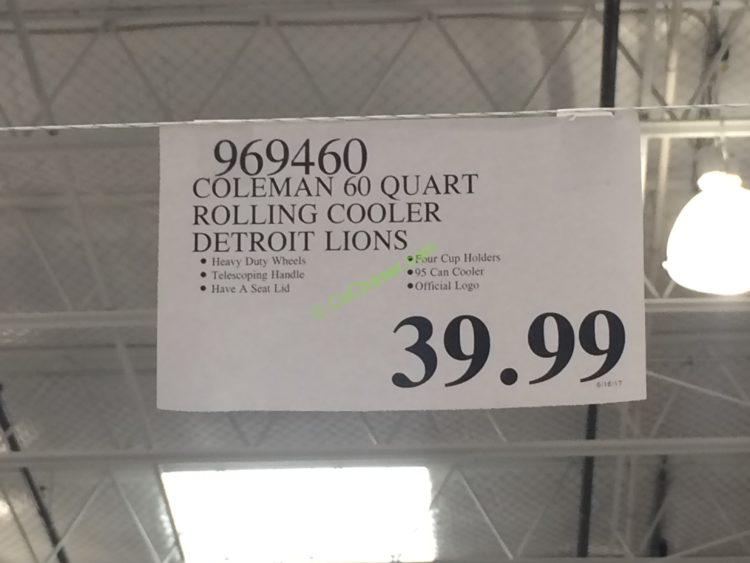 969460
COLEMAN 60 QUART
ROLLING COOLER
DETROIT LIONS
• Heavy Duty Wheels
• Telescoping Handle
• Have A Seat Lid
• Four Cup Holders
• 95 Can Cooler
• Official Logo
39.99
6/16/17